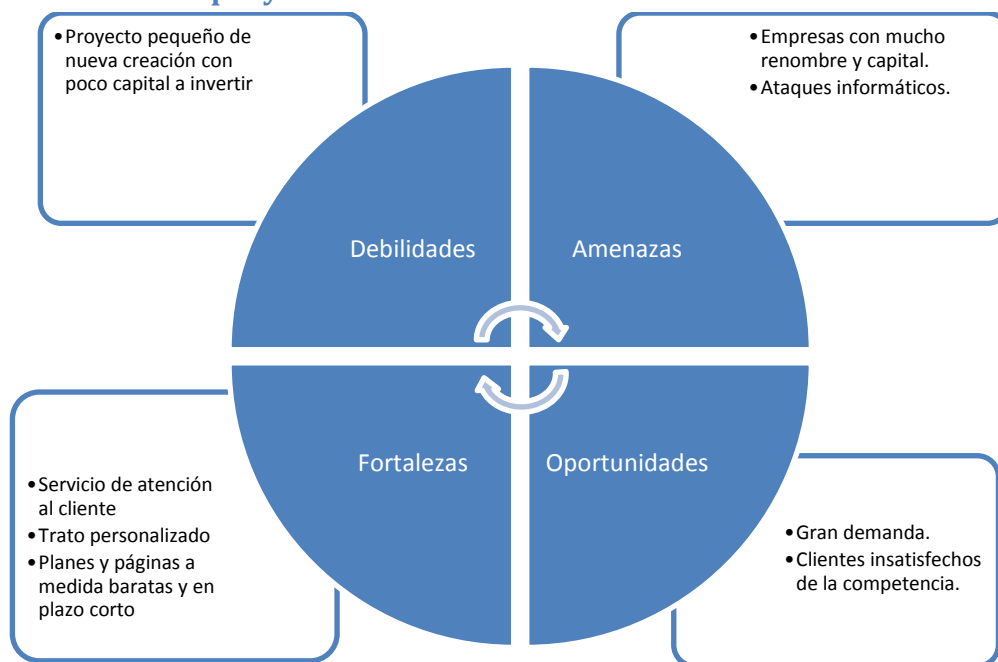 • Proyecto pequeño de
nueva creación con
poco capital a invertir
• Empresas con mucho
renombre y capital.
• Ataques informáticos.
Debilidades
Amenazas
Fortalezas
Oportunidades
• Servicio de atención
al cliente
• Trato personalizado
• Planes y páginas a
medida baratas y en
plazo corto
• Gran demanda.
• Clientes insatisfechos
de la competencia.